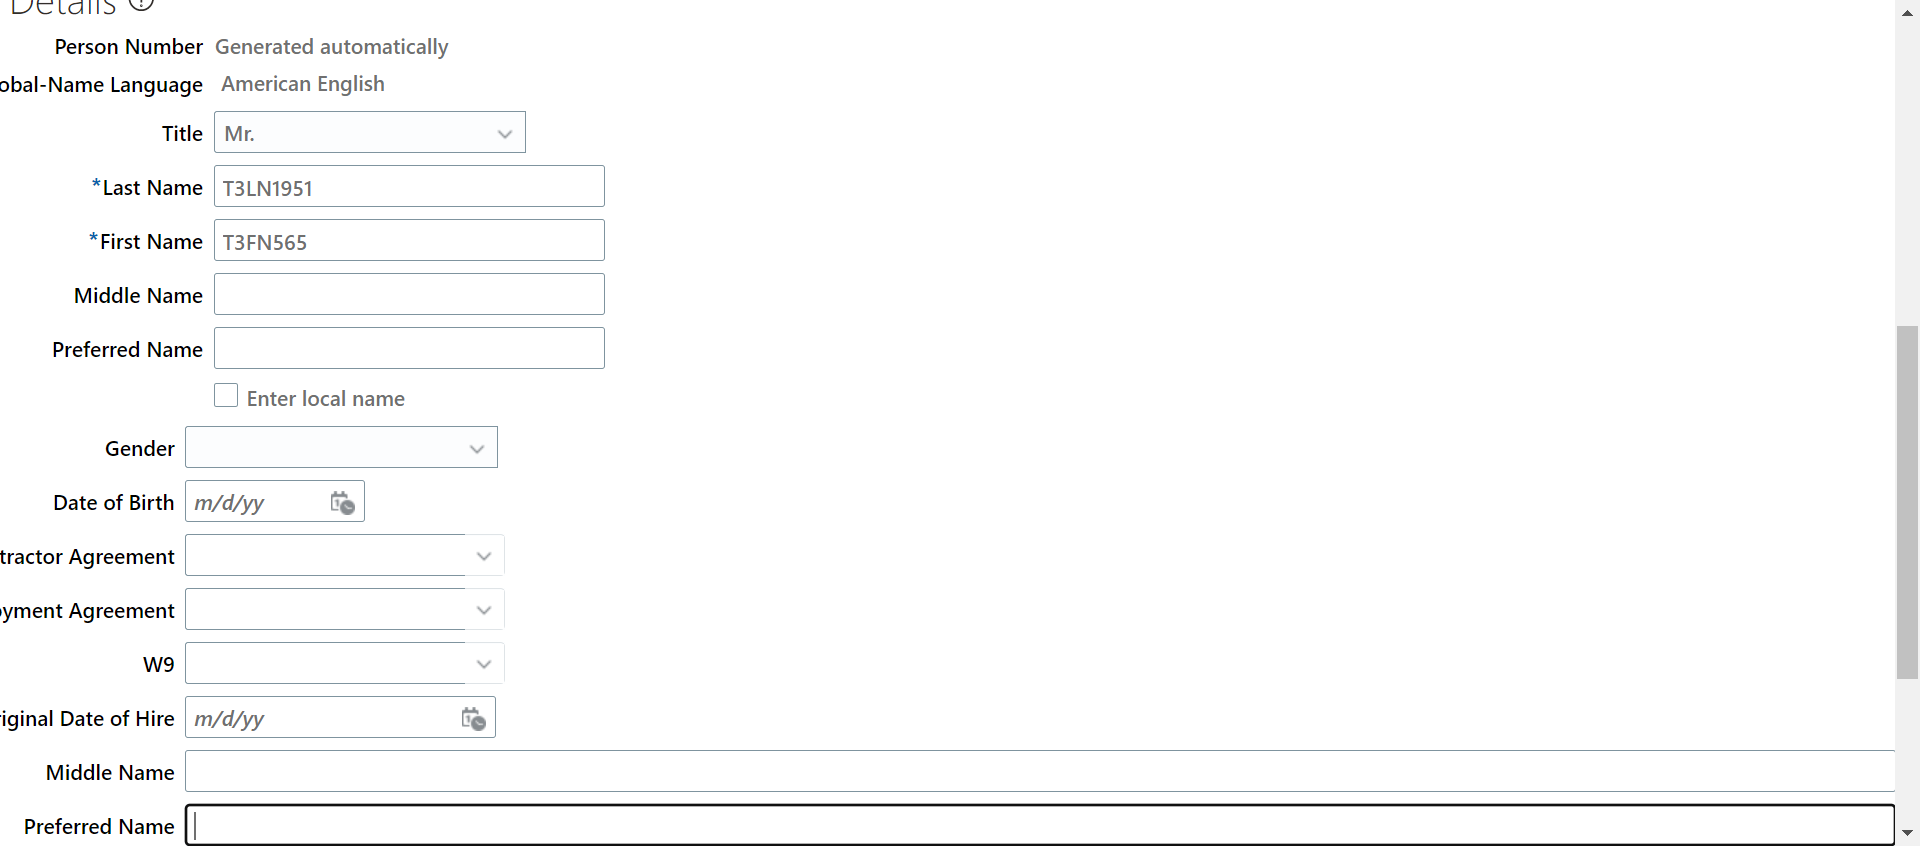 Details
Person Number Generated automatically
obal-Name Language American English
Title Mr.
*Last Name T3LN1951
*First Name T3FN565
Middle Name
Preferred Name
Enter local name
Gender
Date of Birth m/d/yy
tractor Agreement
oyment Agreement
W9
riginal Date of Hire m/d/yy
Middle Name
Preferred Name